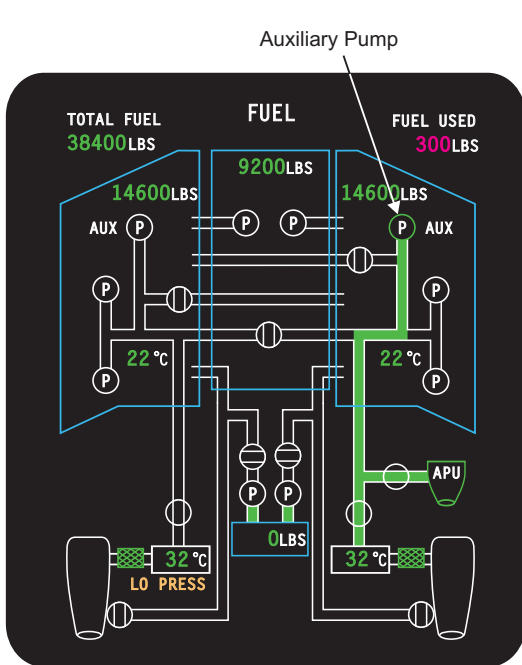 Auxiliary Pump
FUEL
TOTAL FUEL
38400LBS
FUEL USED
300LBS
9200LBS
14600LBS
14600LBS
AUX P
P
P
P AUX
P
P
22 °C
22 °C
P
P
APU
P
P
0LBS
32 °C
32 °C
LO PRESS